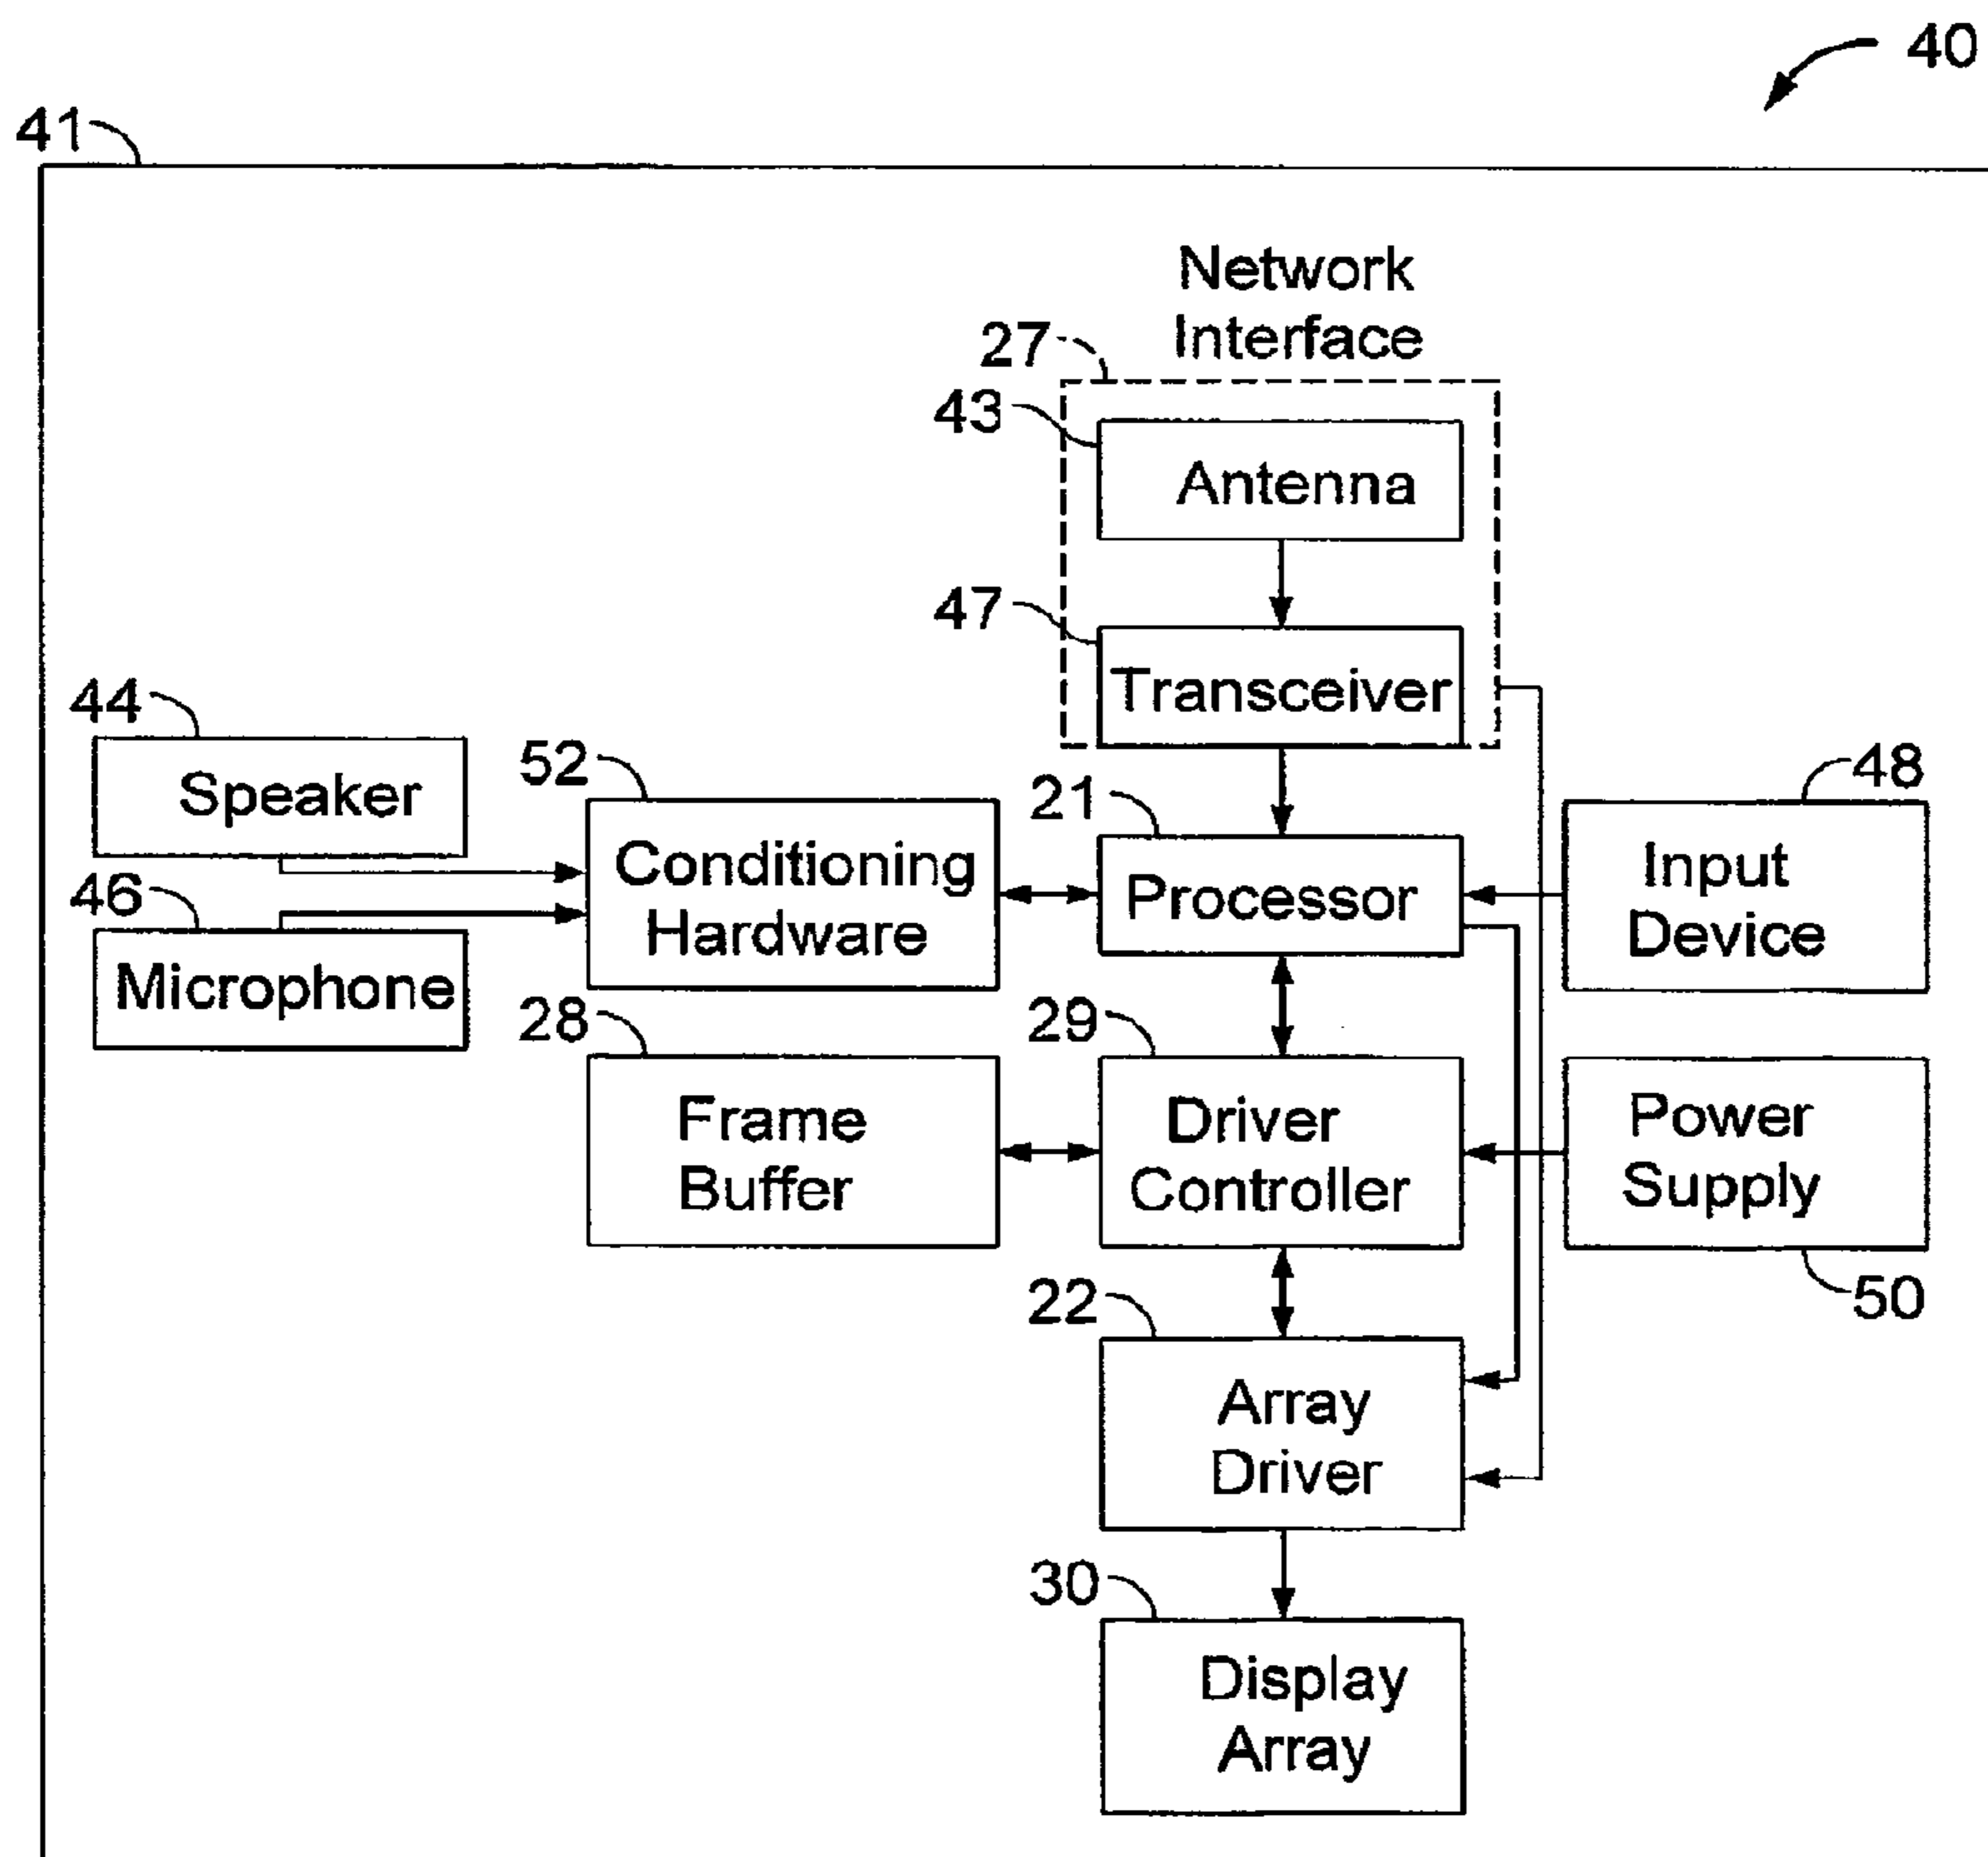 40
41
Network
Interface
27
43
Antenna
47
Transceiver
44
Speaker
52
Conditioning
Hardware
21
Processor
48
Input
Device
46
Microphone
28
Frame
Buffer
29
Driver
Controller
Power
Supply
50
22
Array
Driver
30
Display
Array